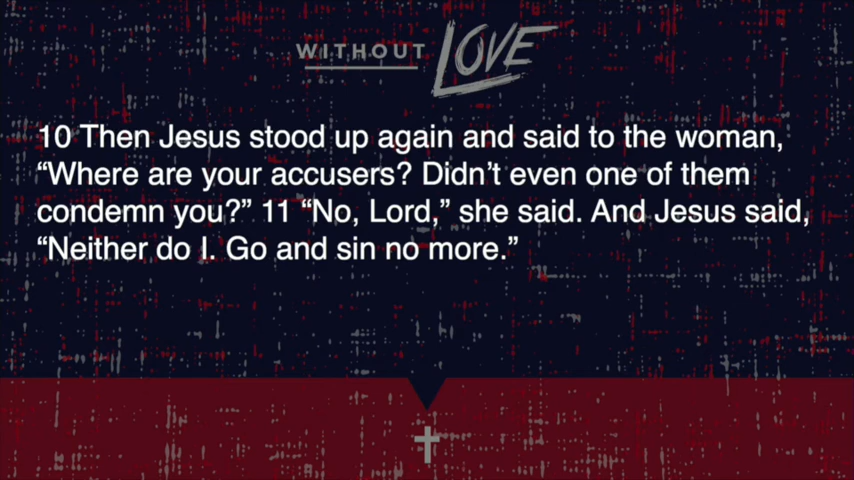 WITHOUT LOVE
10 Then Jesus stood up again and said to the woman,
“Where are your accusers? Didn’t even one of them
condemn you?” 11 “No, Lord,” she said. And Jesus said,
“Neither do I. Go and sin no more.”